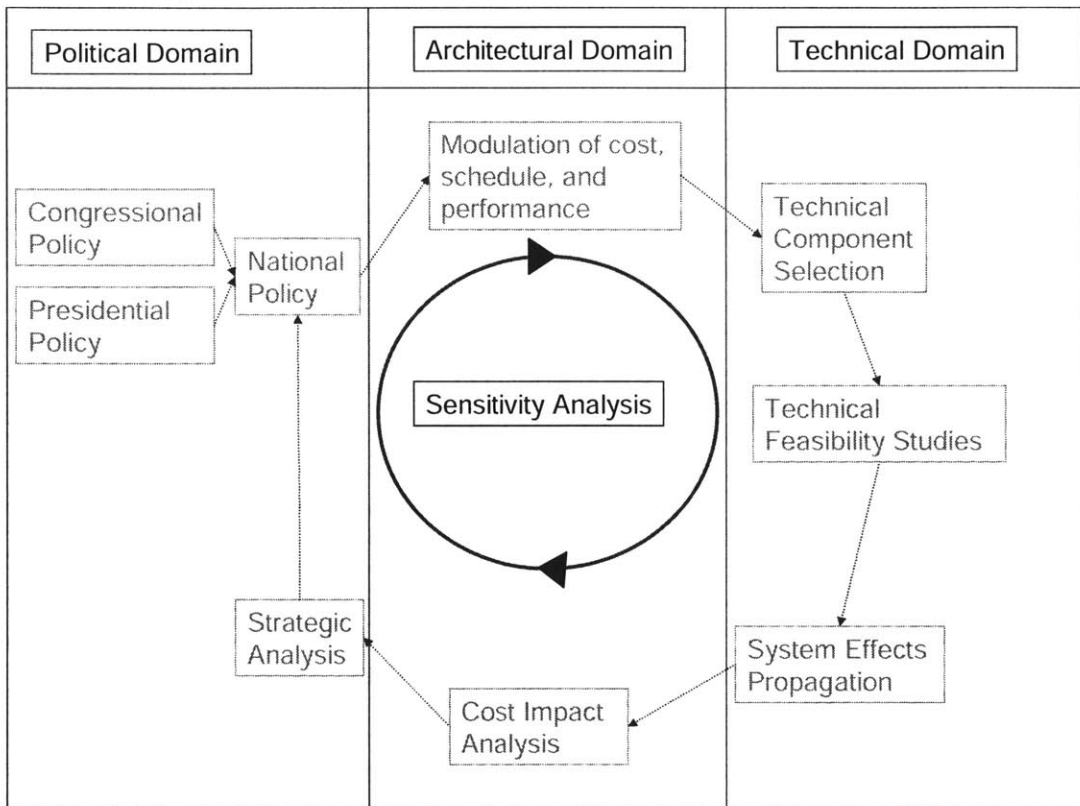 Political Domain
Architectural Domain
Technical Domain
Modulation of cost,
schedule, and
performance
Congressional
Policy
National
Policy
Presidential
Policy
Technical
Component
Selection
Sensitivity Analysis
Technical
Feasibility Studies
Strategic
Analysis
System Effects
Propagation
Cost Impact
Analysis